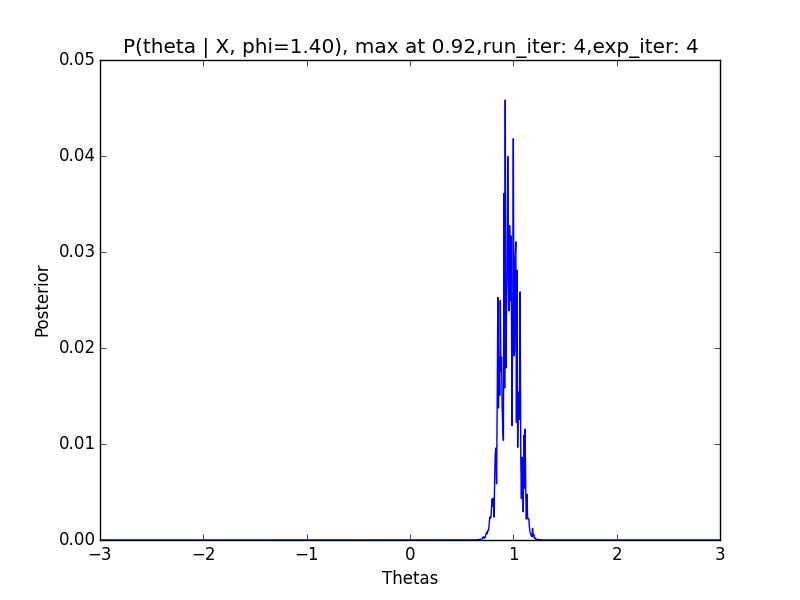 P(theta | X, phi=1.40), max at 0.92,run_iter: 4,exp_iter: 4
0.05
0.04
0.03
0.02
0.01
0.00
Posterior
−3 −2 −1 0 1 2 3
Thetas